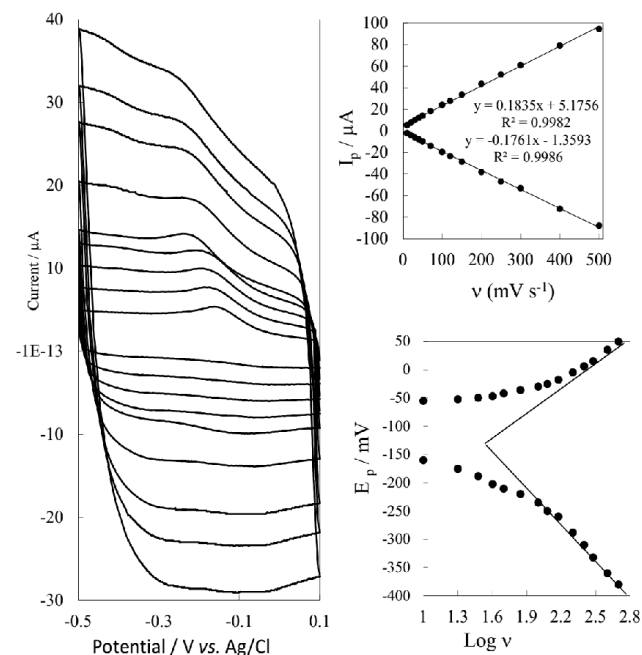 40
30
20
10
-1E-13
-10
-20
-30
Current / µA
-0.5
-0.3
-0.1
0.1
Potential / V vs. Ag/Cl
100
80
60
40
20
0
-20
-40
-60
-80
-100
Ip / µA
y = 0.1835x + 5.1756
R² = 0.9982
y = -0.1761x - 1.3593
R² = 0.9986
0 100 200 300 400 500
ν (mV s⁻¹)
50
0
-50
-100
-150
-200
-250
-300
-350
-400
E p / mV
1 1.3 1.6 1.9 2.2 2.5 2.8
Log ν